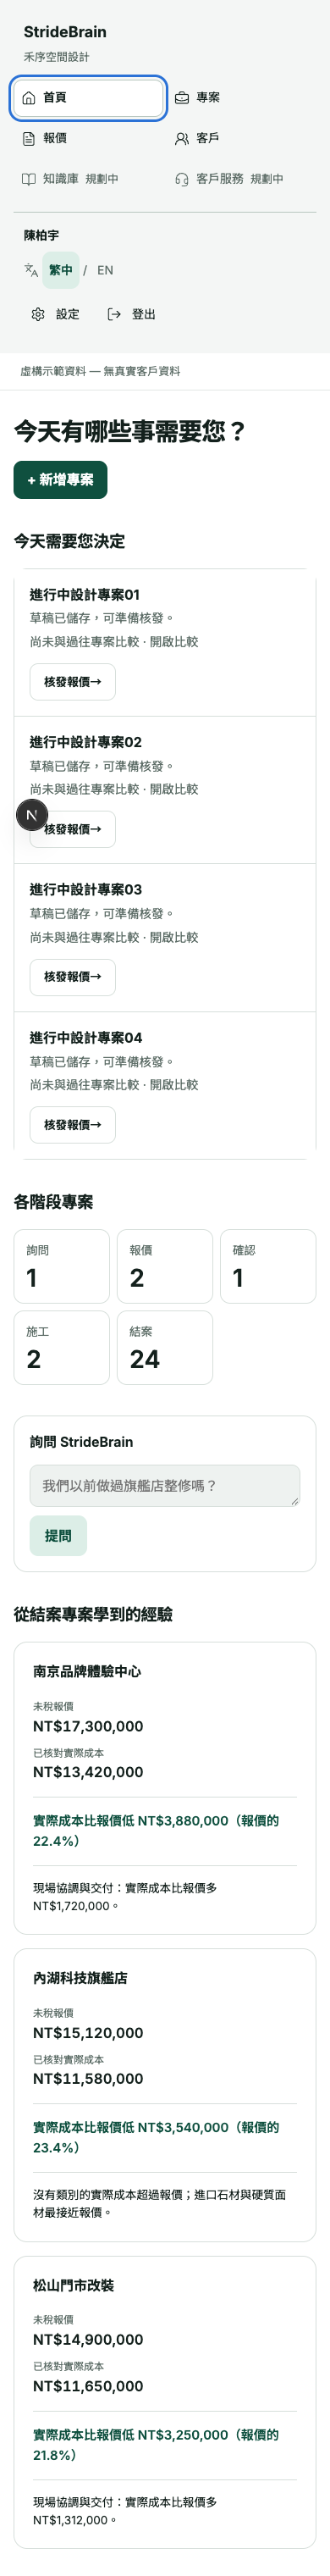 StrideBrain
禾序空間設計
首頁
專案
報價
客戶
知識庫 規劃中
客戶服務 規劃中
陳柏宇
繁中 / EN
設定
登出
虛構示範資料 — 無真實客戶資料
今天有哪些事需要您？
+ 新增專案
今天需要您決定
進行中設計專案01
草稿已儲存，可準備核發。
尚未與過往專案比較 · 開啟比較
核發報價→
進行中設計專案02
草稿已儲存，可準備核發。
尚未與過往專案比較 · 開啟比較
N
核發報價→
進行中設計專案03
草稿已儲存，可準備核發。
尚未與過往專案比較 · 開啟比較
核發報價→
進行中設計專案04
草稿已儲存，可準備核發。
尚未與過往專案比較 · 開啟比較
核發報價→
各階段專案
詢問
1
報價
2
確認
1
施工
2
結案
24
詢問 StrideBrain
我們以前做過旗艦店整修嗎？
提問
從結案專案學到的經驗
南京品牌體驗中心
未稅報價
NT$17,300,000
已核對實際成本
NT$13,420,000
實際成本比報價低 NT$3,880,000（報價的
22.4%）
現場協調與交付：實際成本比報價多
NT$1,720,000。
內湖科技旗艦店
未稅報價
NT$15,120,000
已核對實際成本
NT$11,580,000
實際成本比報價低 NT$3,540,000（報價的
23.4%）
沒有類別的實際成本超過報價；進口石材與硬質面
材最接近報價。
松山門市改裝
未稅報價
NT$14,900,000
已核對實際成本
NT$11,650,000
實際成本比報價低 NT$3,250,000（報價的
21.8%）
現場協調與交付：實際成本比報價多
NT$1,312,000。